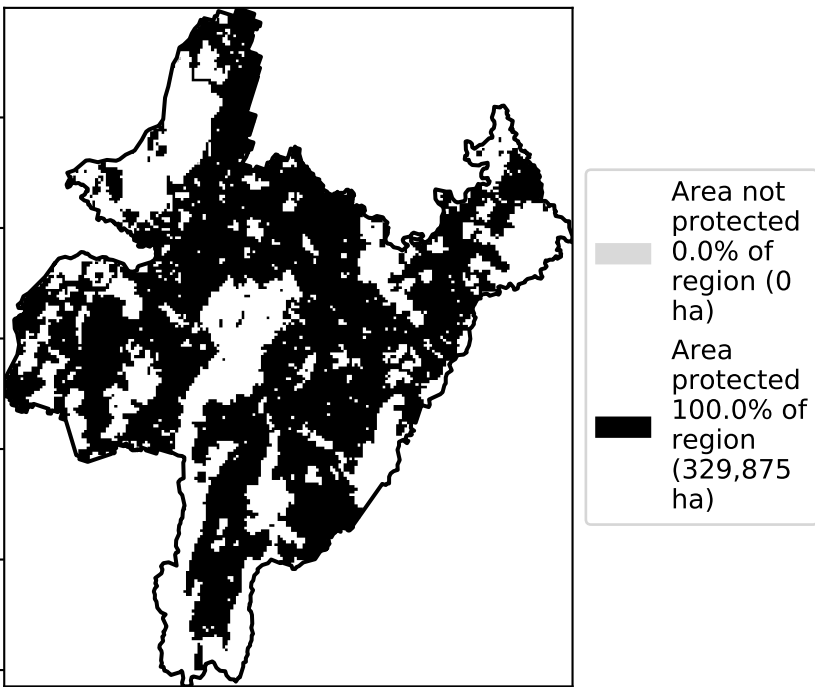 Area not
protected
0.0% of
region (0
ha)
Area
protected
100.0% of
region
(329,875
ha)